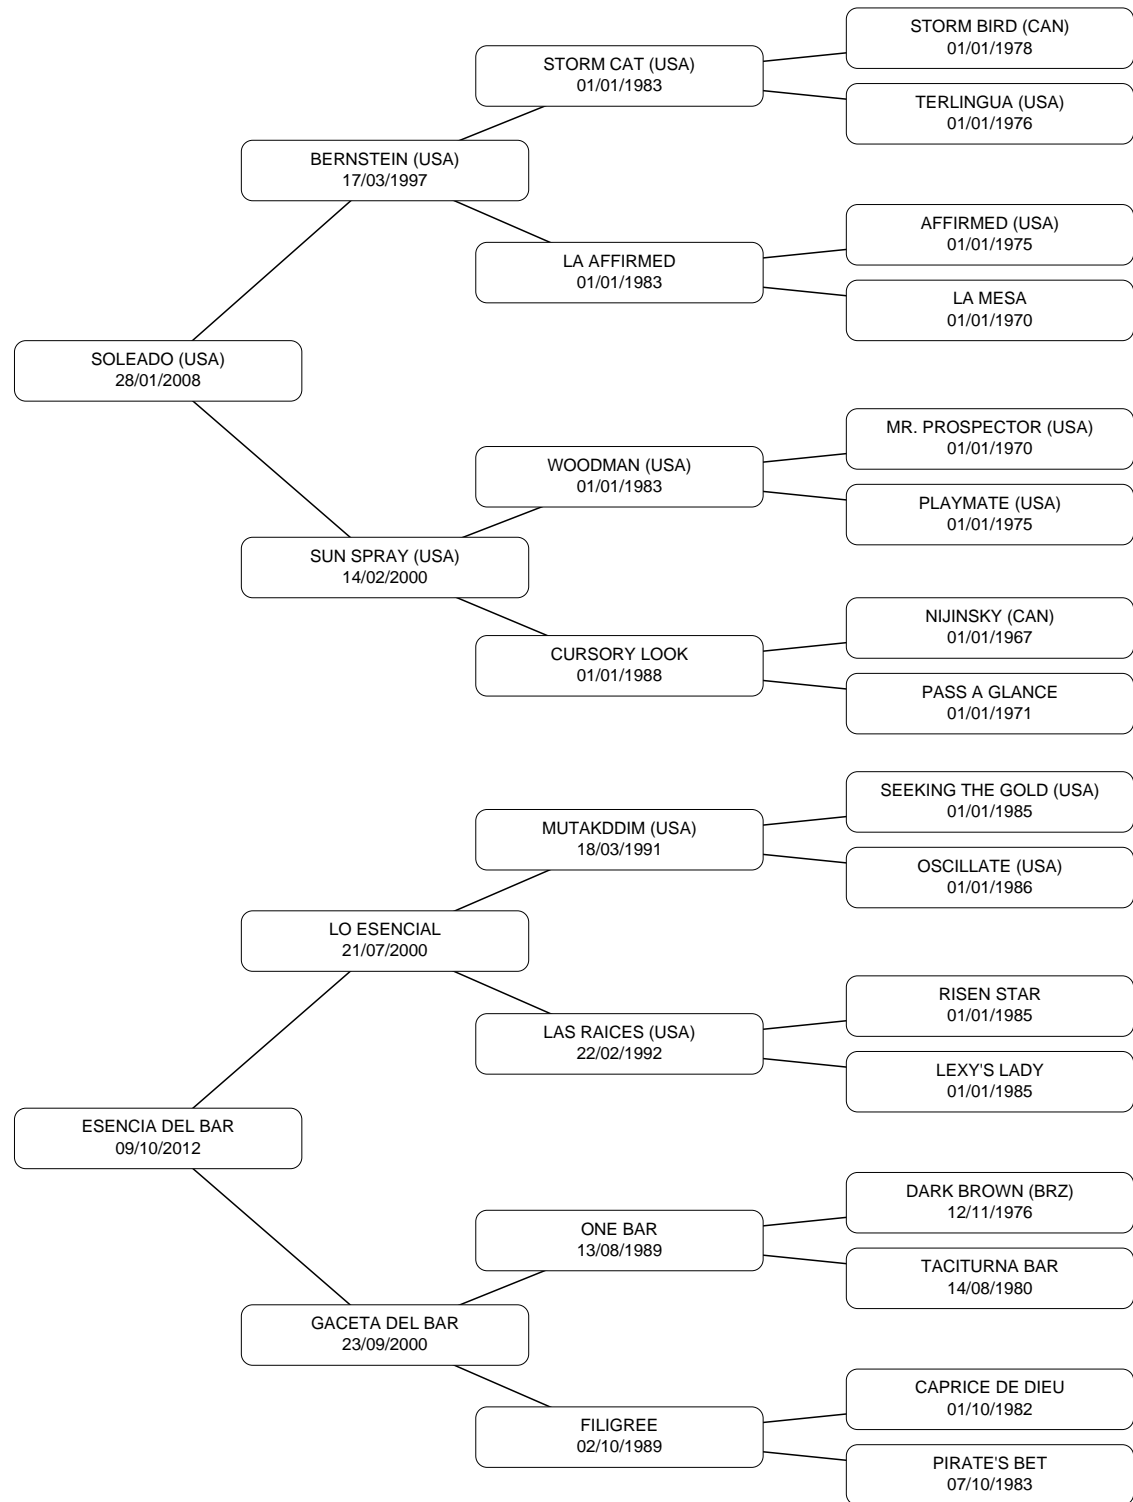 STORM BIRD (CAN)
01/01/1978
STORM CAT (USA)
01/01/1983
TERLINGUA (USA)
01/01/1976
BERNSTEIN (USA)
17/03/1997
AFFIRMED (USA)
01/01/1975
LA AFFIRMED
01/01/1983
LA MESA
01/01/1970
SOLEADO (USA)
28/01/2008
MR. PROSPECTOR (USA)
01/01/1970
WOODMAN (USA)
01/01/1983
PLAYMATE (USA)
01/01/1975
SUN SPRAY (USA)
14/02/2000
NIJINSKY (CAN)
01/01/1967
CURSORY LOOK
01/01/1988
PASS A GLANCE
01/01/1971
SEEKING THE GOLD (USA)
01/01/1985
MUTAKDDIM (USA)
18/03/1991
OSCILLATE (USA)
01/01/1986
LO ESENCIAL
21/07/2000
RISEN STAR
01/01/1985
LAS RAICES (USA)
22/02/1992
LEXY'S LADY
01/01/1985
ESENCIA DEL BAR
09/10/2012
DARK BROWN (BRZ)
12/11/1976
ONE BAR
13/08/1989
TACITURNA BAR
14/08/1980
GACETA DEL BAR
23/09/2000
CAPRICE DE DIEU
01/10/1982
FILIGREE
02/10/1989
PIRATE'S BET
07/10/1983